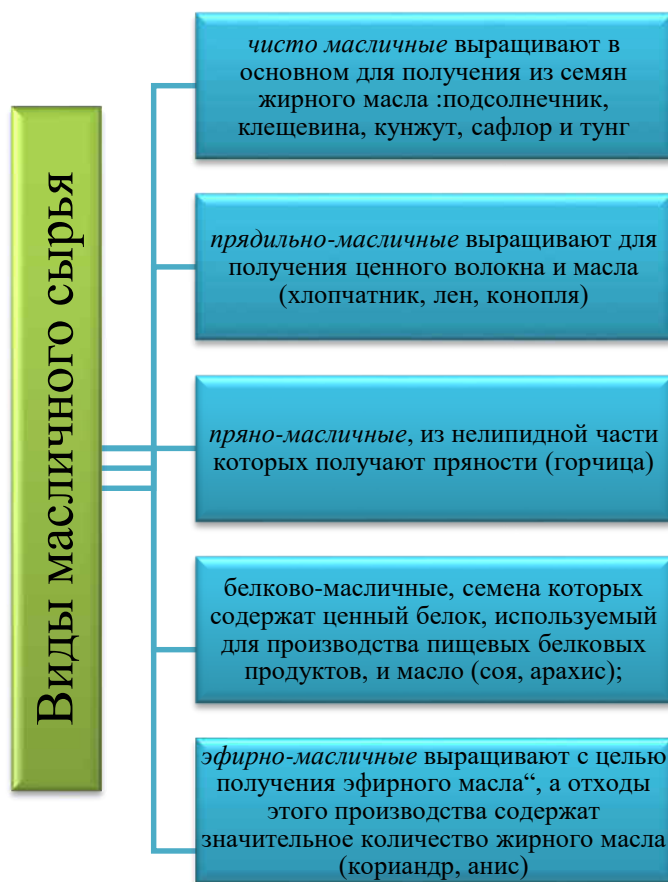 Виды масличного сырья
чисто масличные выращивают в
основном для получения из семян
жирного масла :подсолнечник,
клещевина, кунжут, сафлор и тунг
прядильно-масличные выращивают для
получения ценного волокна и масла
(хлопчатник, лен, конопля)
пряно-масличные, из нелипидной части
которых получают пряности (горчица)
белково-масличные, семена которых
содержат ценный белок, используемый
для производства пищевых белковых
продуктов, и масло (соя, арахис);
эфирно-масличные выращивают с целью
получения эфирного масла“, а отходы
этого производства содержат
значительное количество жирного масла
(кориандр, анис)